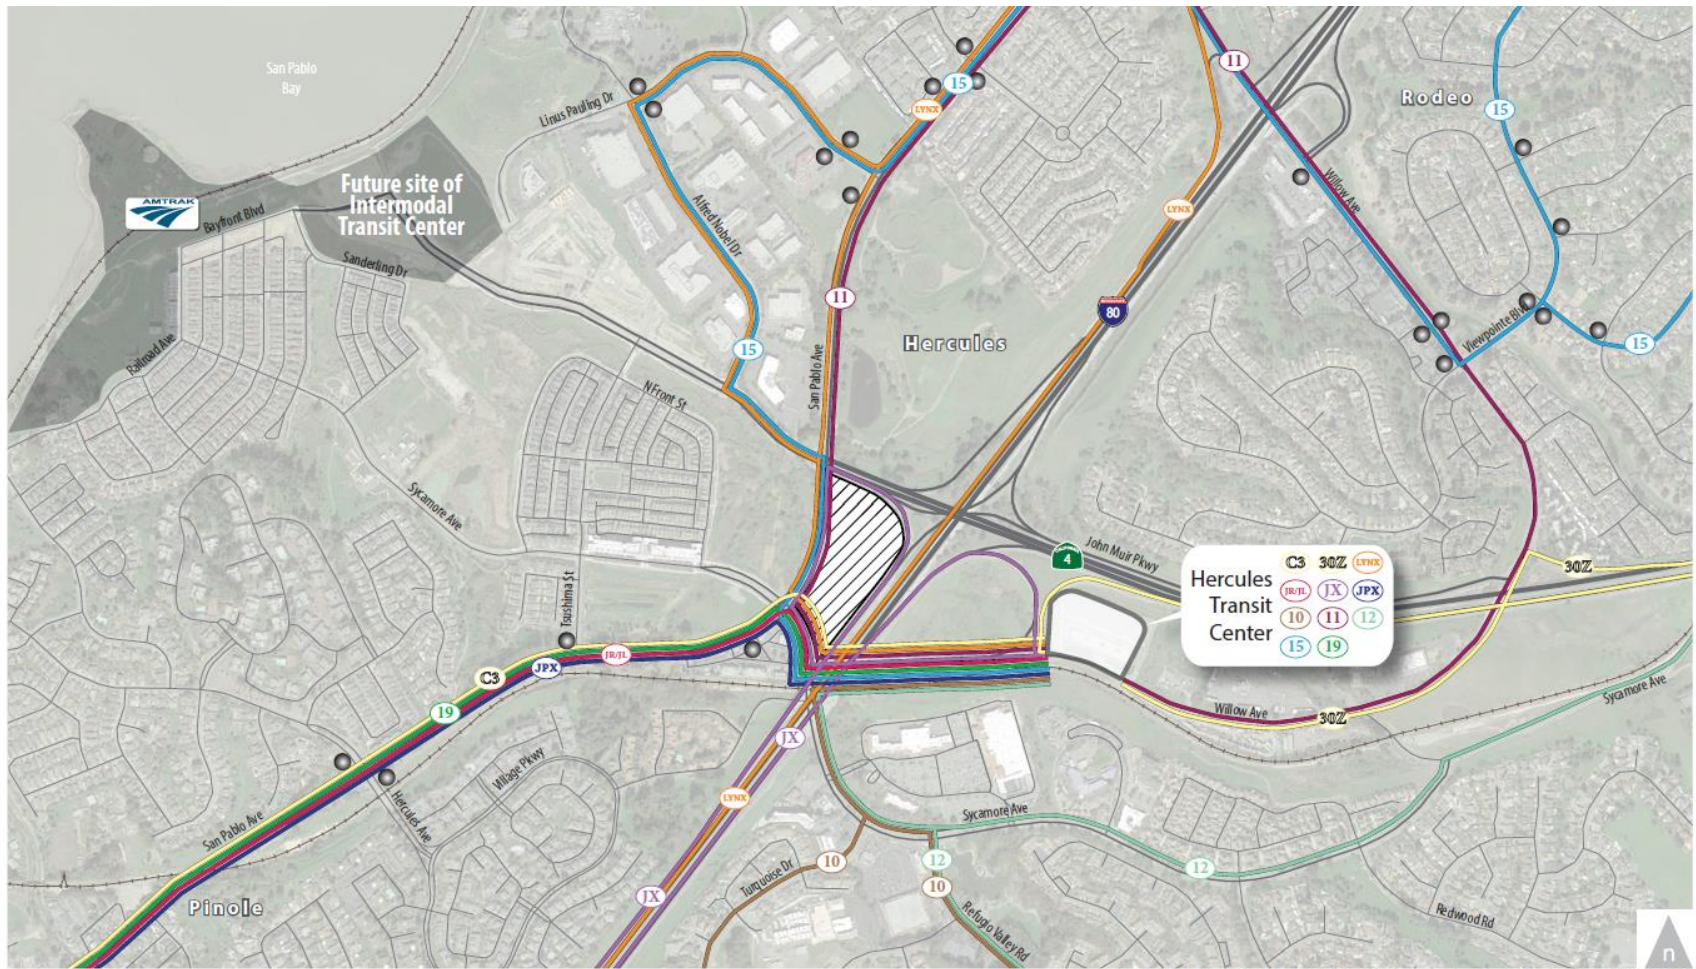 San Pablo
Bay
11
Rodeo
15
15
LYNX
Linus Pauling Dr
AMTRAK
Bayfront Blvd
Future site of
Intermodal
Transit Center
Sanderling Dr
Alfred Nobel Dr
Willow Ave
LYNX
11
80
Hercules
Railroad Ave
15
San Pablo Ave
Viewpointe Blvd
15
N Front St
Sycamore Ave
4
John Muir Pkwy
30Z
Hercules
Transit
Center
C3 30Z LYNX
JR/JL JX JPX
10 11 12
15 19
Tsushima St
JR/JL
JPX
C3
19
Willow Ave
30Z
Sycamore Ave
JX
Village Pkwy
LYNX
San Pablo Ave
Hercules Ave
Sycamore Ave
10
12
12
Turquoise Dr
10
JX
Pinole
Refugio Valley Rd
Redwood Rd
n